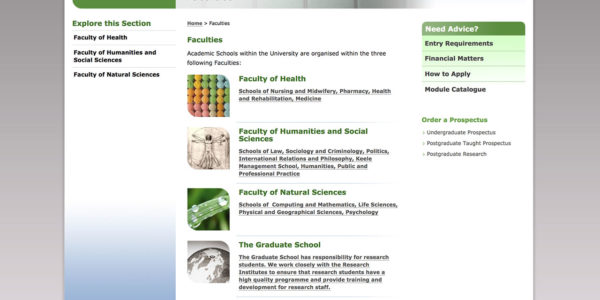 Explore this Section
Faculty of Health
Faculty of Humanities and
Social Sciences
Faculty of Natural Sciences
Home > Faculties
Faculties
Academic Schools within the University are organised within the three
following Faculties:
Faculty of Health
Schools of Nursing and Midwifery, Pharmacy, Health
and Rehabilitation, Medicine
Faculty of Humanities and Social
Sciences
Schools of Law, Sociology and Criminology, Politics,
International Relations and Philosophy, Keele
Management School, Humanities, Public and
Professional Practice
Faculty of Natural Sciences
Schools of Computing and Mathematics, Life Sciences,
Physical and Geographical Sciences, Psychology
The Graduate School
The Graduate School has responsibility for research
students. We work closely with the Research
Institutes to ensure that research students have a
high quality programme and provide training and
development for research staff.
Need Advice?
Entry Requirements
Financial Matters
How to Apply
Module Catalogue
Order a Prospectus
Undergraduate Prospectus
Postgraduate Taught Prospectus
Postgraduate Research